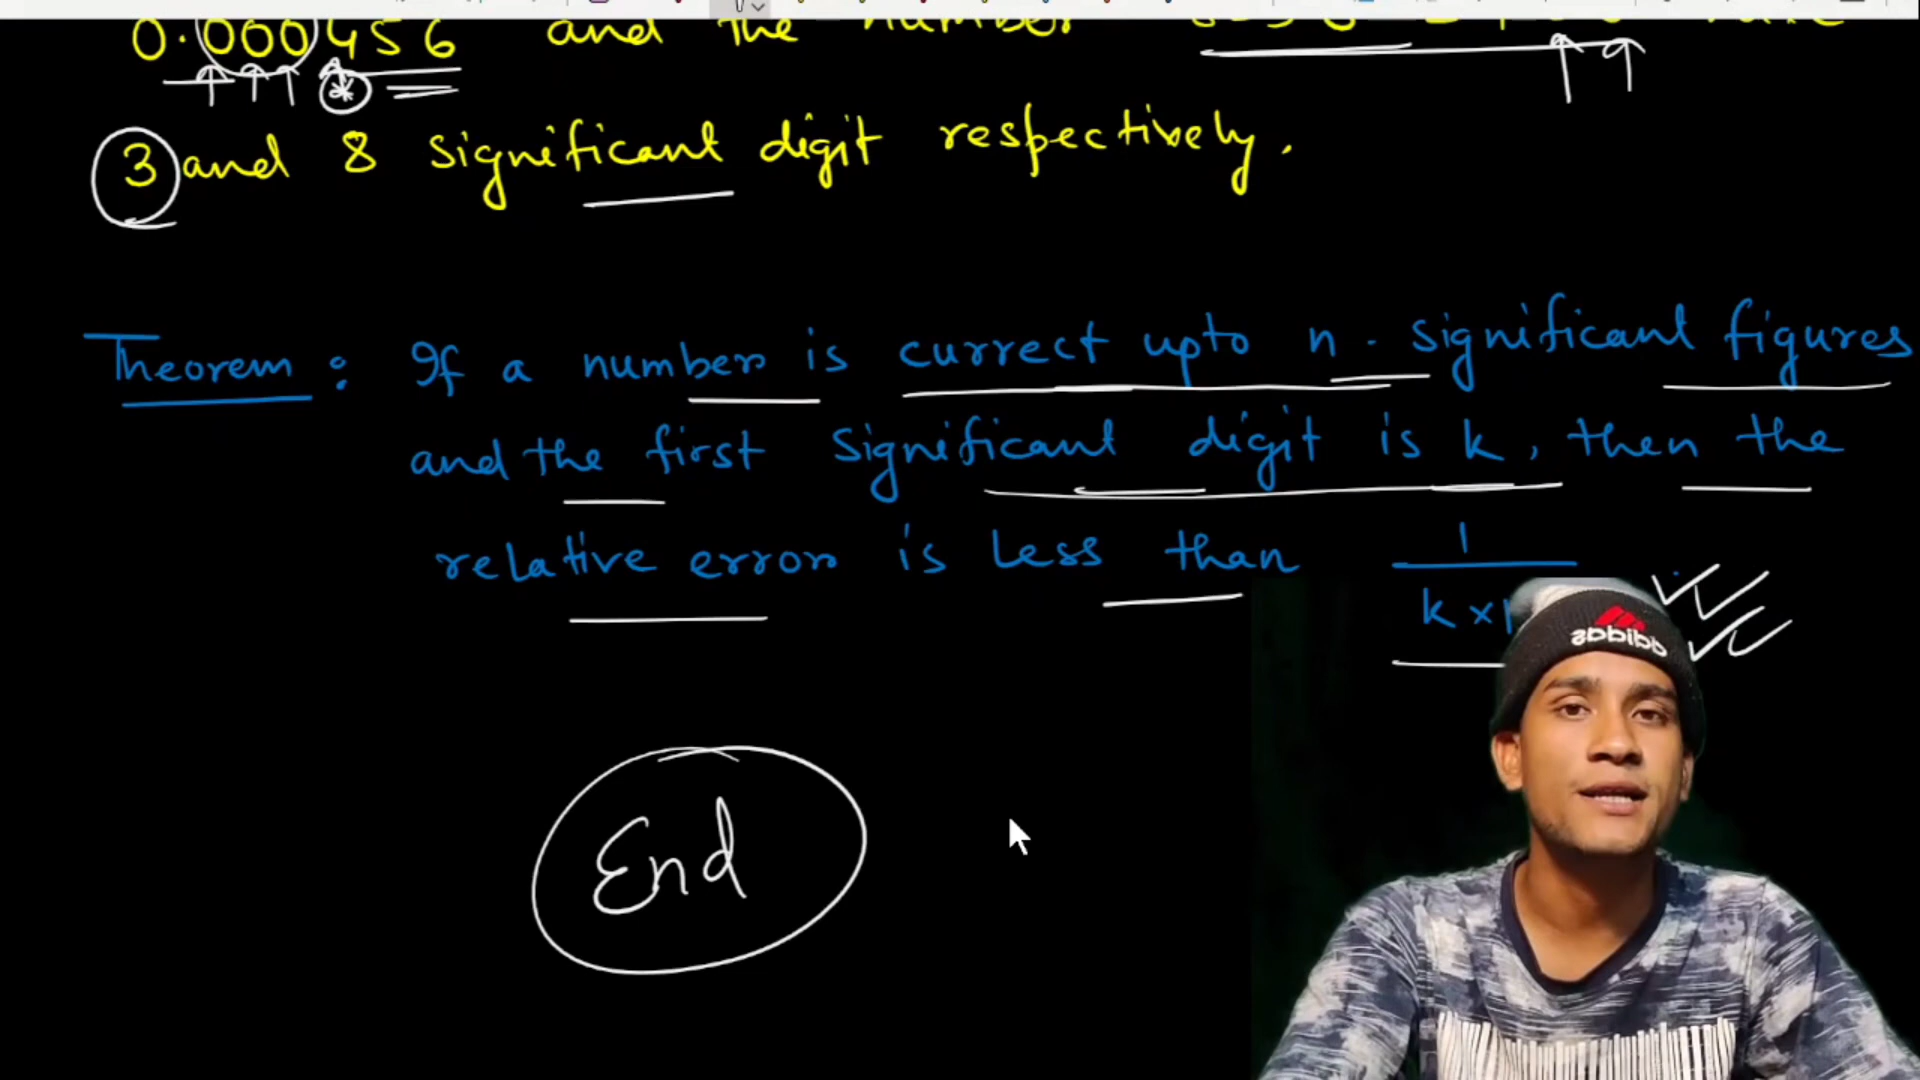 0.000456 and the number
3 and 8 significant digit respectively.
Theorem: If a number is currect upto n. significant figures
and the first significant digit is k, then the
relative error is less than 1
k ×
adidas
End